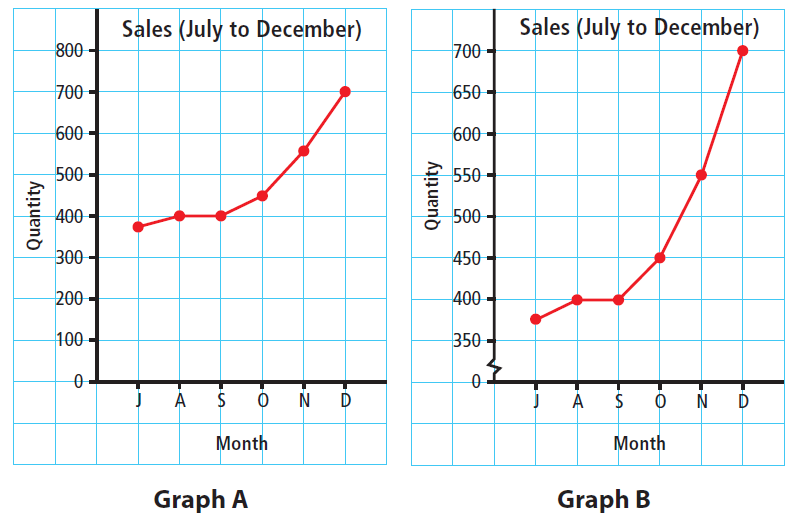 Sales (July to December)
800
700
600
500
400
300
200
100
0
Quantity
J A S O N D
Month
Graph A
Sales (July to December)
700
650
600
550
500
450
400
350
0
Quantity
J A S O N D
Month
Graph B